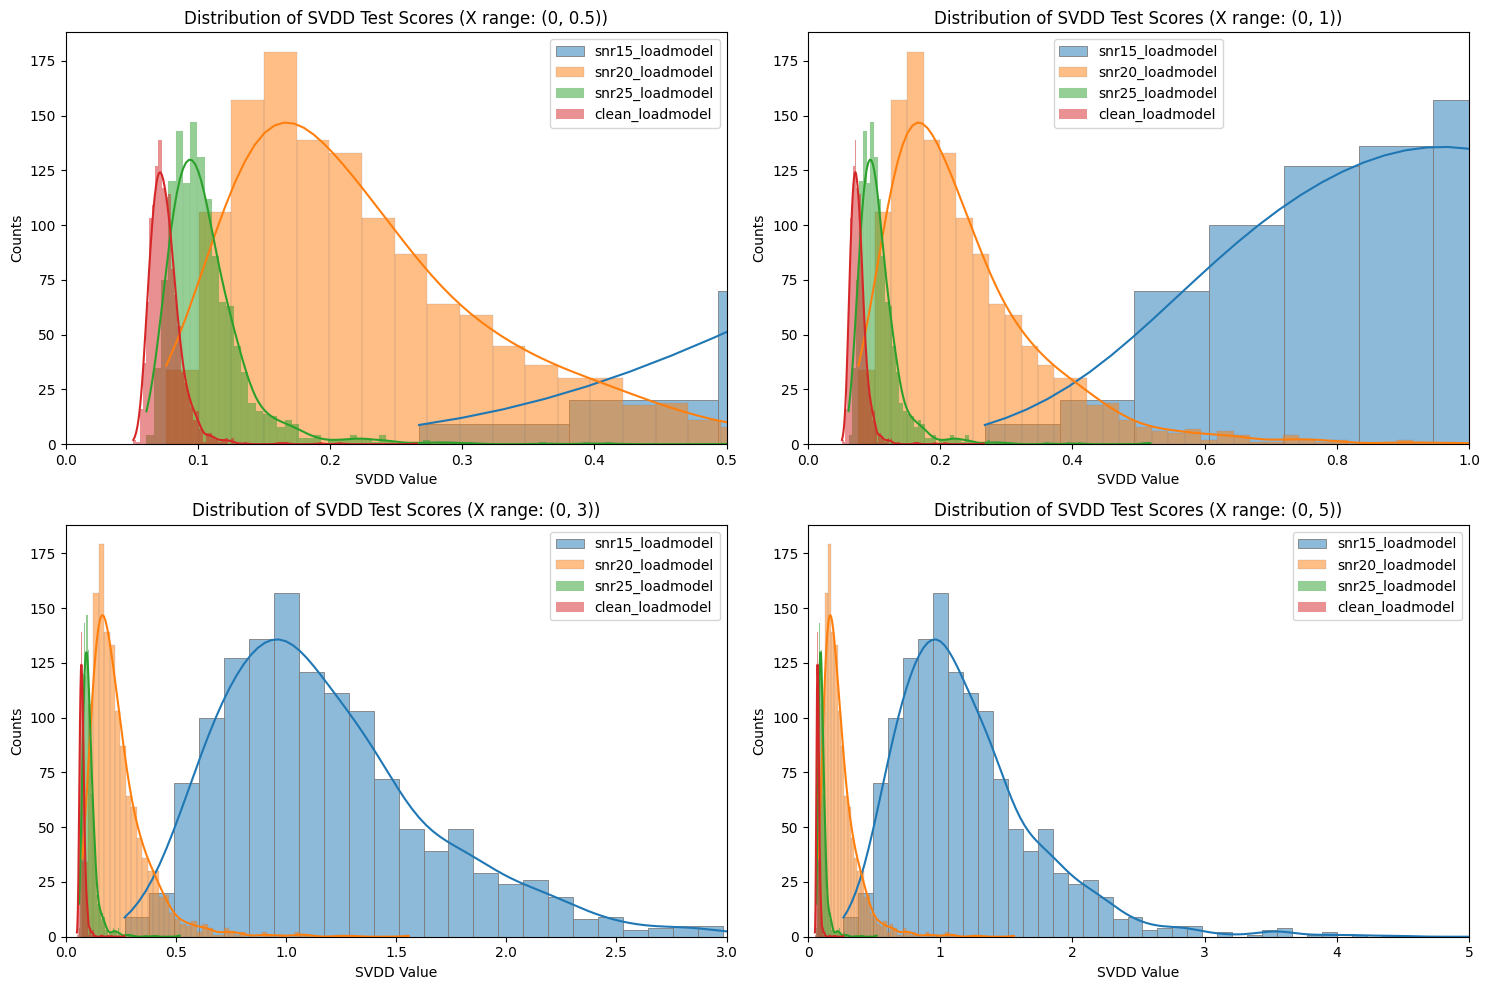 Distribution of SVDD Test Scores (X range: (0, 0.5))
Counts
175
150
125
100
75
50
25
0
0.0 0.1 0.2 0.3 0.4 0.5
SVDD Value
snr15_loadmodel
snr20_loadmodel
snr25_loadmodel
clean_loadmodel
Distribution of SVDD Test Scores (X range: (0, 1))
Counts
175
150
125
100
75
50
25
0
0.0 0.2 0.4 0.6 0.8 1.0
SVDD Value
snr15_loadmodel
snr20_loadmodel
snr25_loadmodel
clean_loadmodel
Distribution of SVDD Test Scores (X range: (0, 3))
Counts
175
150
125
100
75
50
25
0
0.0 0.5 1.0 1.5 2.0 2.5 3.0
SVDD Value
snr15_loadmodel
snr20_loadmodel
snr25_loadmodel
clean_loadmodel
Distribution of SVDD Test Scores (X range: (0, 5))
Counts
175
150
125
100
75
50
25
0
0 1 2 3 4 5
SVDD Value
snr15_loadmodel
snr20_loadmodel
snr25_loadmodel
clean_loadmodel